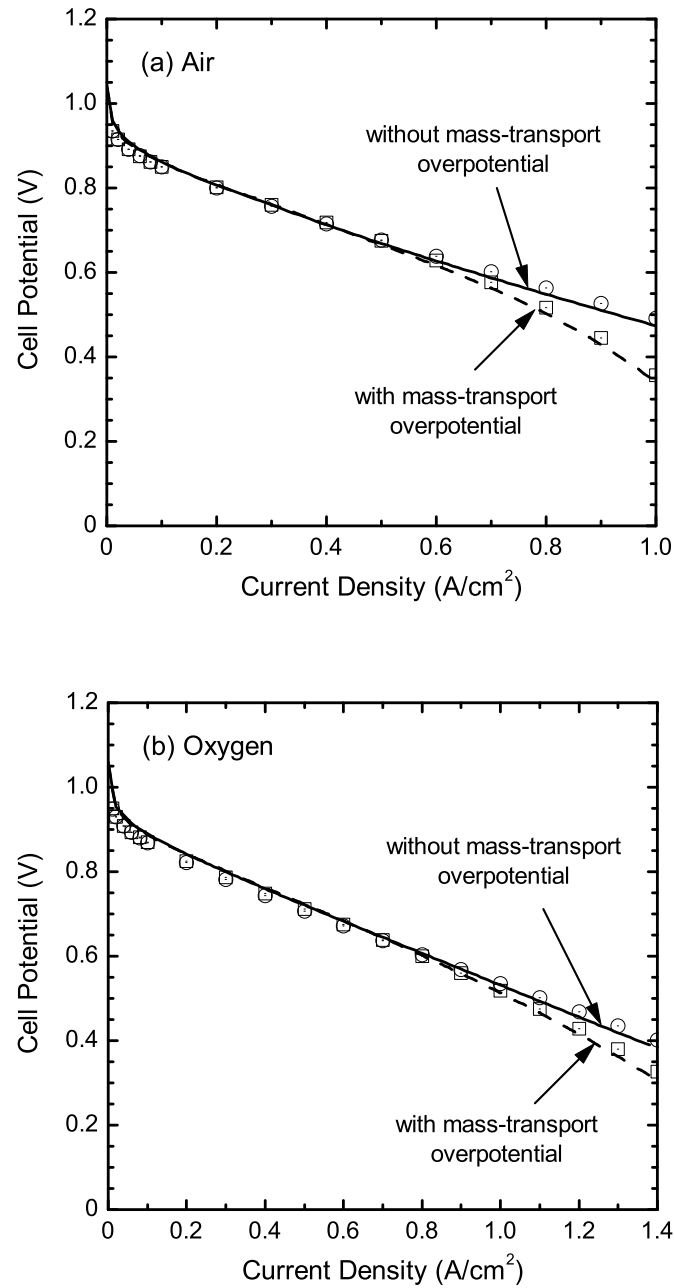 (a) Air
without mass-transport
overpotential
with mass-transport
overpotential
Cell Potential (V)
1.2
1.0
0.8
0.6
0.4
0.2
0
0
0.2
0.4
0.6
0.8
1.0
Current Density (A/cm²)
(b) Oxygen
without mass-transport
overpotential
with mass-transport
overpotential
Cell Potential (V)
1.2
1.0
0.8
0.6
0.4
0.2
0
0
0.2
0.4
0.6
0.8
1.0
1.2
1.4
Current Density (A/cm²)